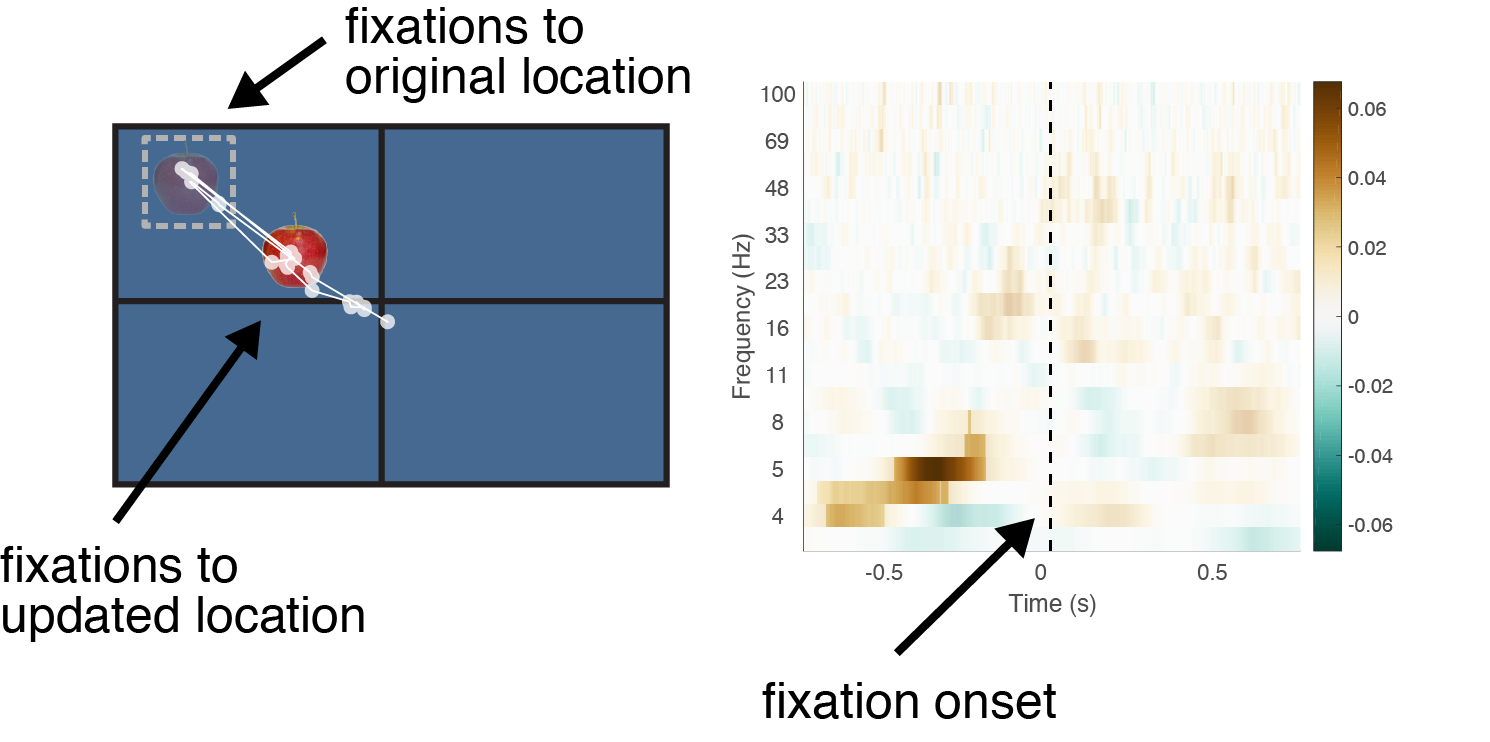 fixations to
original location
fixations to
updated location
Frequency (Hz)
100
69
48
33
23
16
11
8
5
4
-0.5
0
0.5
Time (s)
0.06
0.04
0.02
0
-0.02
-0.04
-0.06
fixation onset